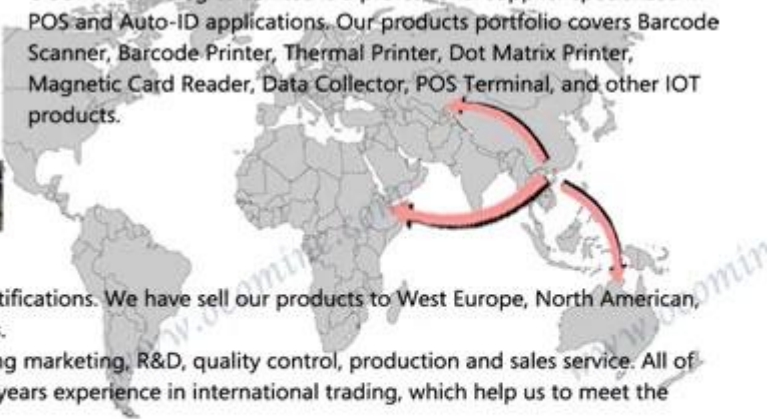 POS and Auto-ID applications. Our products portfolio covers Barcode
Scanner, Barcode Printer, Thermal Printer, Dot Matrix Printer,
Magnetic Card Reader, Data Collector, POS Terminal, and other IOT
products.
tifications. We have sell our products to West Europe, North American,
ng marketing, R&D, quality control, production and sales service. All of
years experience in international trading, which help us to meet the